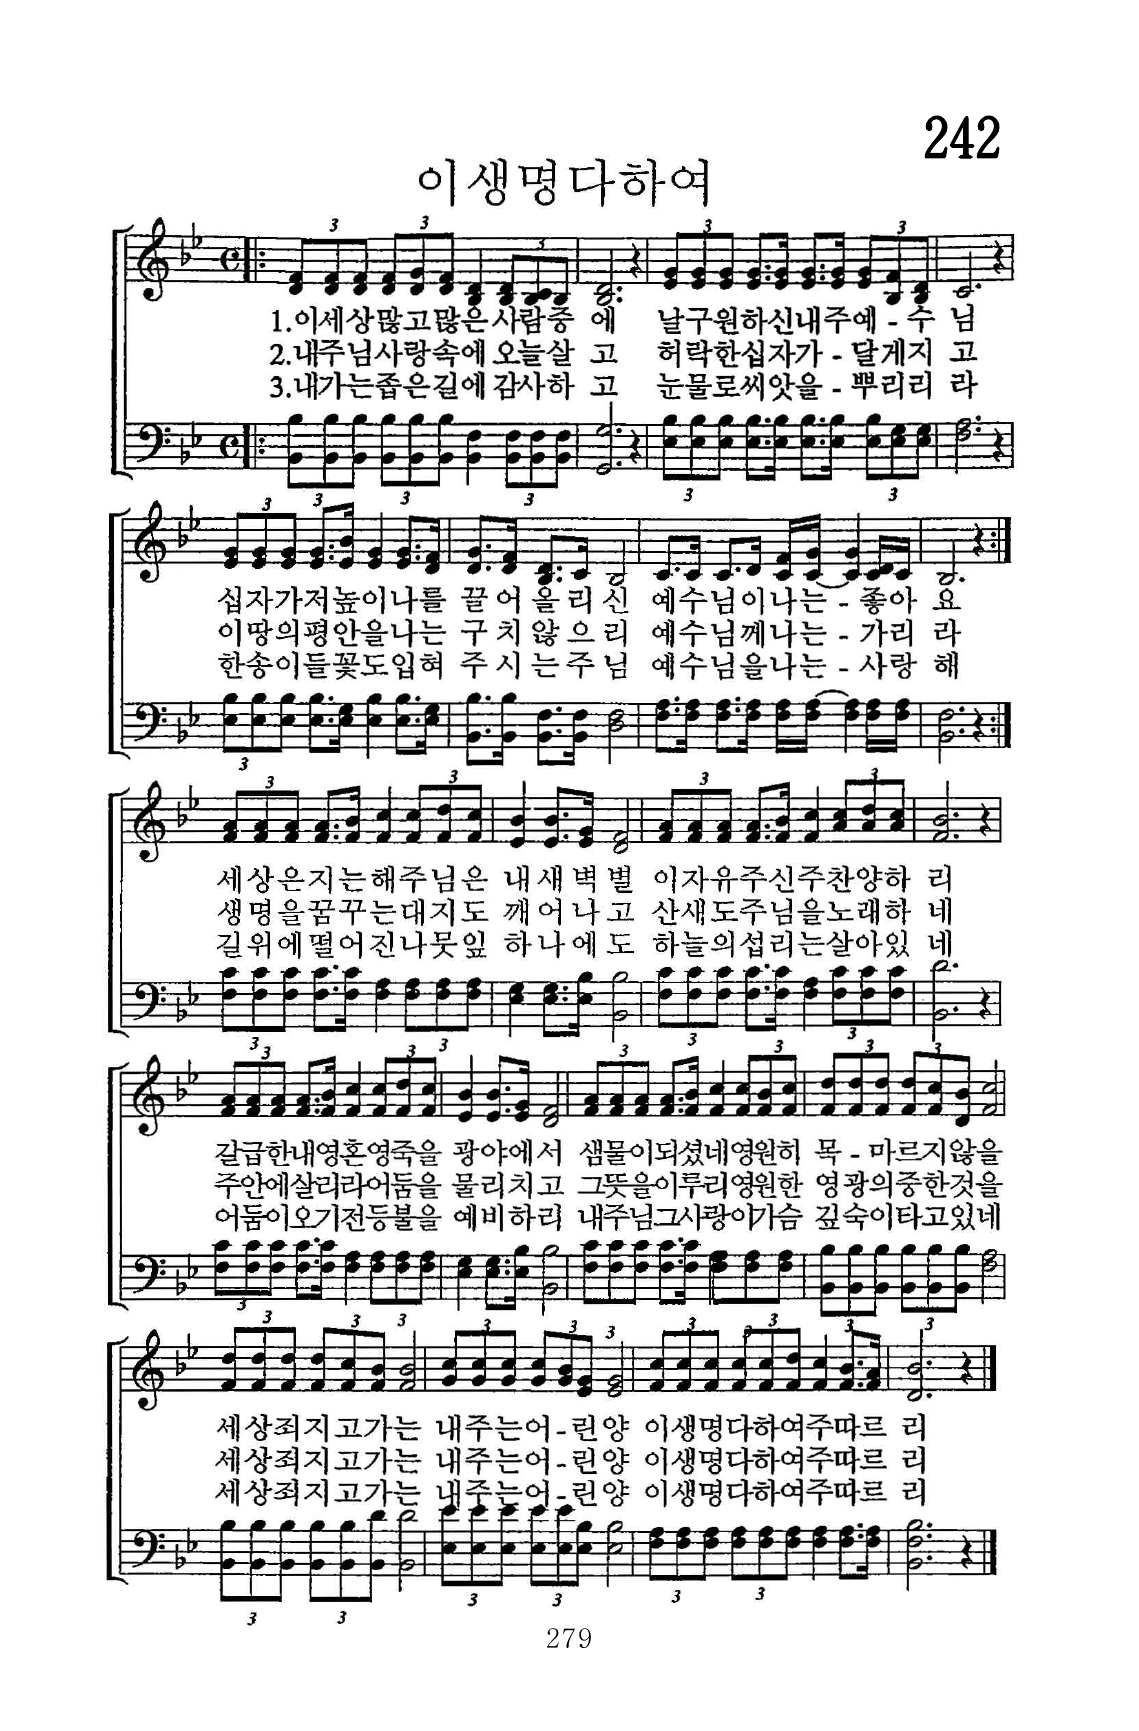 242
이생명다하여
1.이세상많고많은사람중 에 날구원하신내주예 - 수 님
2.내주님사랑속에오늘살 고 허락한십자가 - 달게지 고
3.내가는좁은길에감사하 고 눈물로씨앗을 - 뿌리리 라
십자가저높이나를 끌어올리신 예수님이나는 - 좋아 요
이땅의평안을나는 구치않으리 예수님께나는 - 가리 라
한송이들꽃도입혀 주시는주님 예수님을나는 - 사랑 해
세상은지는해주님은 내새벽별 이자유주신주찬양하 리
생명을꿈꾸는대지도 깨어나고 산새도주님을노래하 네
길위에떨어진나뭇잎 하나에도 하늘의섭리는살아있 네
갈급한내영혼영죽을 광야에서 샘물이되셨네영원히 목 - 마르지않을
주안에살리라어둠을 물리치고 그뜻을이루리영원한 영광의중한것을
어둠이오기전등불을 예비하리 내주님그사랑이가슴 깊숙이타고있네
세상죄지고가는 내주는어 - 린양 이생명다하여주따르 리
세상죄지고가는 내주는어 - 린양 이생명다하여주따르 리
세상죄지고가는 내주는어 - 린양 이생명다하여주따르 리
279